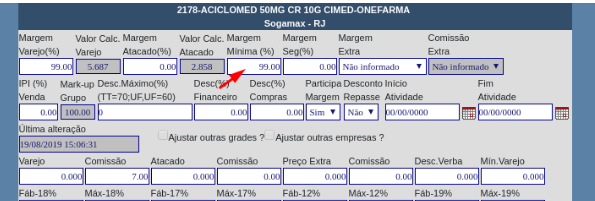 2178-ACICLOMED 50MG CR 10G CIMED-ONEFARMA
Sogamax - RJ
Margem Valor Calc. Margem Valor Calc. Margem Margem Margem Comissão
Varejo(%) Varejo Atacado(%) Atacado Mínima (%) Seg(%) Extra Extra
99.00 5.687 0.00 2.858 99.00 0.00 Não informado Não informado
IPI (%) Mark-up Desc.Máximo(%) Desc(%) Desc(%) Participa Desconto Início Fim
Venda Grupo (TT=70;UF,UF=60) Financeiro Compras Margem Repasse Atividade Atividade
0.00 100.00 0 0.00 0.00 Sim Não 00/00/0000 00/00/0000
Última alteração
Ajustar outras grades ? Ajustar outras empresas ?
19/08/2019 15:06:31
Varejo Comissão Atacado Comissão Preço Extra Comissão Desc.Verba Mín.Varejo
0.000 7.00 0.000 0.00 0.000 0.00 0.000 0.000
Fáb-18% Máx-18% Fáb-17% Máx-17% Fáb-12% Máx-12% Fáb-19% Máx-19%